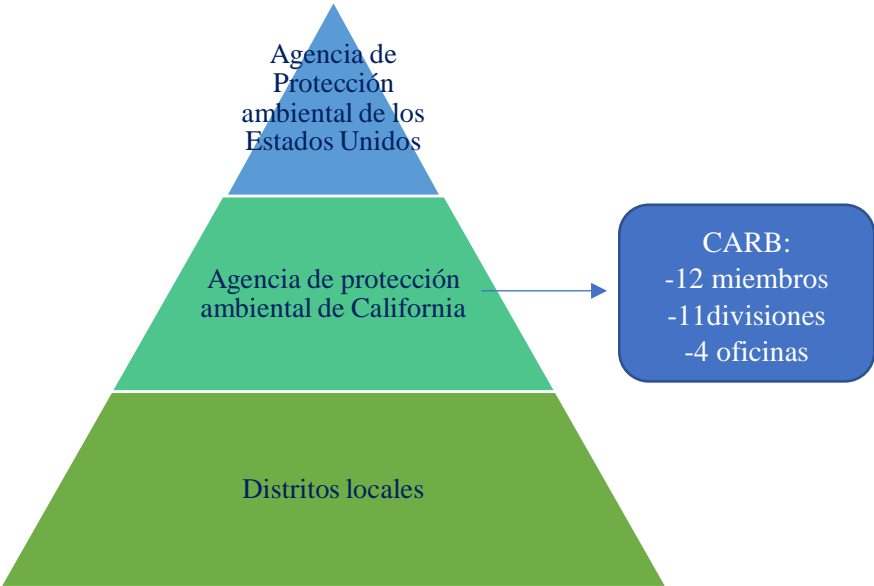 Agencia de
Protección
ambiental de los
Estados Unidos
Agencia de protección
ambiental de California
CARB:
-12 miembros
-11divisiones
-4 oficinas
Distritos locales